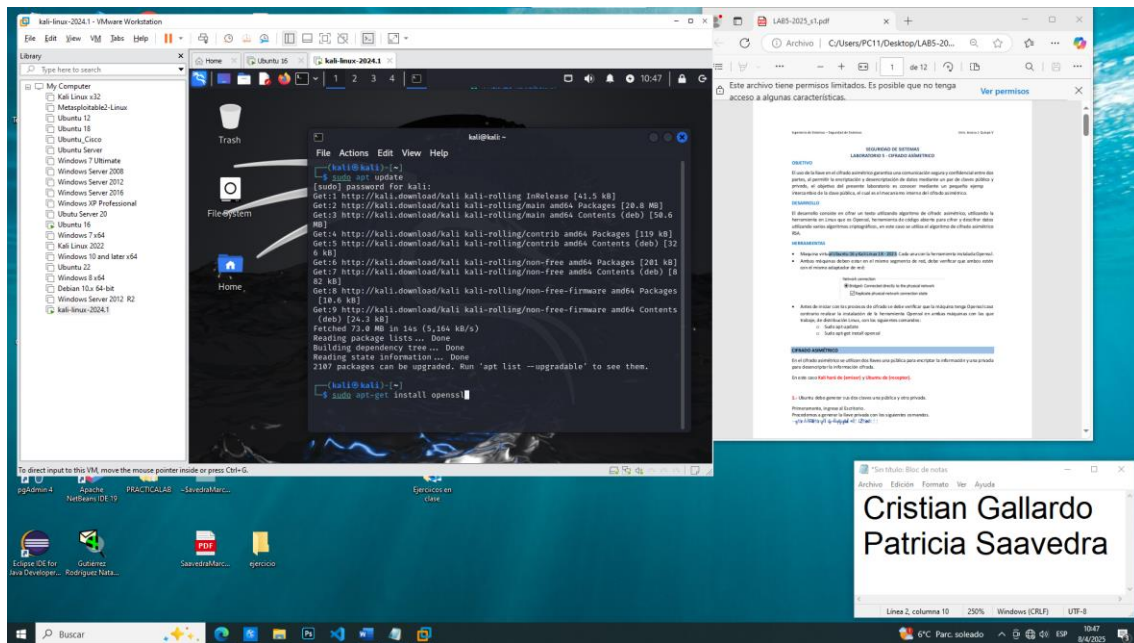 kali-linux-2024.1 - VMware Workstation
File Edit View VM Tabs Help
Library
Type here to search
My Computer
Kali Linux x32
Metasploitable2-Linux
Ubuntu 12
Ubuntu 18
Ubuntu_Cisco
Ubuntu Server
Windows 7 Ultimate
Windows Server 2008
Windows Server 2012
Windows Server 2016
Windows XP Professional
Ubutu Server 20
Ubuntu 16
Windows 7 x64
Kali Linux 2022
Windows 10 and later x64
Ubuntu 22
Windows 8 x64
Debian 10.x 64-bit
Windows Server 2012 R2
kali-linux-2024.1
Home
Ubuntu 16
kali-linux-2024.1
1 2 3 4
10:47
Trash
File System
Home
kali@kali: ~
File Actions Edit View Help
(kali㉿kali)-[~]
$ sudo apt update
[sudo] password for kali:
Get:1 http://kali.download/kali kali-rolling InRelease [41.5 kB]
Get:2 http://kali.download/kali kali-rolling/main amd64 Packages [20.8 MB]
Get:3 http://kali.download/kali kali-rolling/main amd64 Contents (deb) [50.6
MB]
Get:4 http://kali.download/kali kali-rolling/contrib amd64 Packages [119 kB]
Get:5 http://kali.download/kali kali-rolling/contrib amd64 Contents (deb) [32
6 kB]
Get:6 http://kali.download/kali kali-rolling/non-free amd64 Packages [201 kB]
Get:7 http://kali.download/kali kali-rolling/non-free amd64 Contents (deb) [8
82 kB]
Get:8 http://kali.download/kali kali-rolling/non-free-firmware amd64 Packages
[10.6 kB]
Get:9 http://kali.download/kali kali-rolling/non-free-firmware amd64 Contents
(deb) [24.3 kB]
Fetched 73.0 MB in 14s (5,164 kB/s)
Reading package lists... Done
Building dependency tree... Done
Reading state information... Done
2107 packages can be upgraded. Run 'apt list --upgradable' to see them.
(kali㉿kali)-[~]
$ sudo apt-get install openssl
To direct input to this VM, move the mouse pointer inside or press Ctrl+G.
LAB5-2025_s1.pdf
Archivo
C:/Users/PC11/Desktop/LAB5-20...
1 de 12
Este archivo tiene permisos limitados. Es posible que no tenga
acceso a algunas características.
Ver permisos
SEGURIDAD DE SISTEMAS
LABORATORIO 5 - CIFRADO ASIMÉTRICO
OBJETIVO
DESARROLLO
HERRAMIENTAS
Sudo apt update
Sudo apt get install openssl
CIFRADO ASIMÉTRICO
pgAdmin 4
Apache
NetBeans IDE 19
PRACTICALAB
-SavedraMarc...
Ejercicos en
clase
Eclipse IDE for
Java Developer...
Gutierrez
Rodriguez Nata...
PDF
SaavedraMarc...
ejercicio
*Sin título: Bloc de notas
Archivo Edición Formato Ver Ayuda
Cristian Gallardo
Patricia Saavedra
Línea 2, columna 10 250% Windows (CRLF) UTF-8
Buscar
6°C Parc. soleado
ESP
10:47
8/4/2025